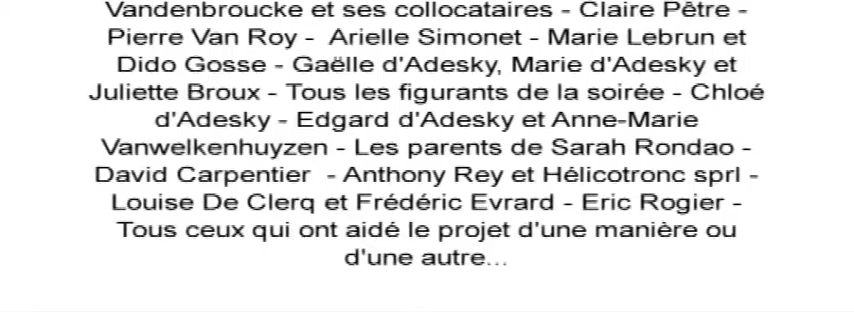 Vandenbroucke et ses collocataires - Claire Pêtre -
Pierre Van Roy - Arielle Simonet - Marie Lebrun et
Dido Gosse - Gaëlle d'Adesky, Marie d'Adesky et
Juliette Broux - Tous les figurants de la soirée - Chloé
d'Adesky - Edgard d'Adesky et Anne-Marie
Vanwelkenhuyzen - Les parents de Sarah Rondao -
David Carpentier - Anthony Rey et Hélicotronc sprl -
Louise De Clerq et Frédéric Evrard - Eric Rogier -
Tous ceux qui ont aidé le projet d'une manière ou
d'une autre...